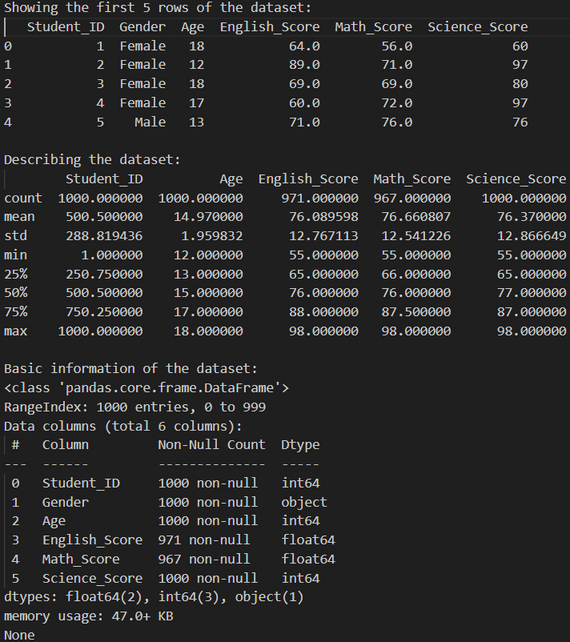 Showing the first 5 rows of the dataset:
   Student_ID  Gender  Age  English_Score  Math_Score  Science_Score
0           1  Female   18           64.0        56.0             60
1           2  Female   12           89.0        71.0             97
2           3  Female   18           69.0        69.0             80
3           4  Female   17           60.0        72.0             97
4           5    Male   13           71.0        76.0             76
Describing the dataset:
        Student_ID          Age  English_Score  Math_Score  Science_Score
count  1000.000000  1000.000000     971.000000  967.000000    1000.000000
mean    500.500000    14.970000      76.089598   76.660807      76.370000
std     288.819436     1.959832      12.767113   12.541226      12.866649
min       1.000000    12.000000      55.000000   55.000000      55.000000
25%     250.750000    13.000000      65.000000   66.000000      65.000000
50%     500.500000    15.000000      76.000000   76.000000      77.000000
75%     750.250000    17.000000      88.000000   87.500000      87.000000
max    1000.000000    18.000000      98.000000   98.000000      98.000000
Basic information of the dataset:
<class 'pandas.core.frame.DataFrame'>
RangeIndex: 1000 entries, 0 to 999
Data columns (total 6 columns):
 #   Column         Non-Null Count  Dtype
---  ------         --------------  -----
 0   Student_ID     1000 non-null   int64
 1   Gender         1000 non-null   object
 2   Age            1000 non-null   int64
 3   English_Score  971 non-null    float64
 4   Math_Score     967 non-null    float64
 5   Science_Score  1000 non-null   int64
dtypes: float64(2), int64(3), object(1)
memory usage: 47.0+ KB
None